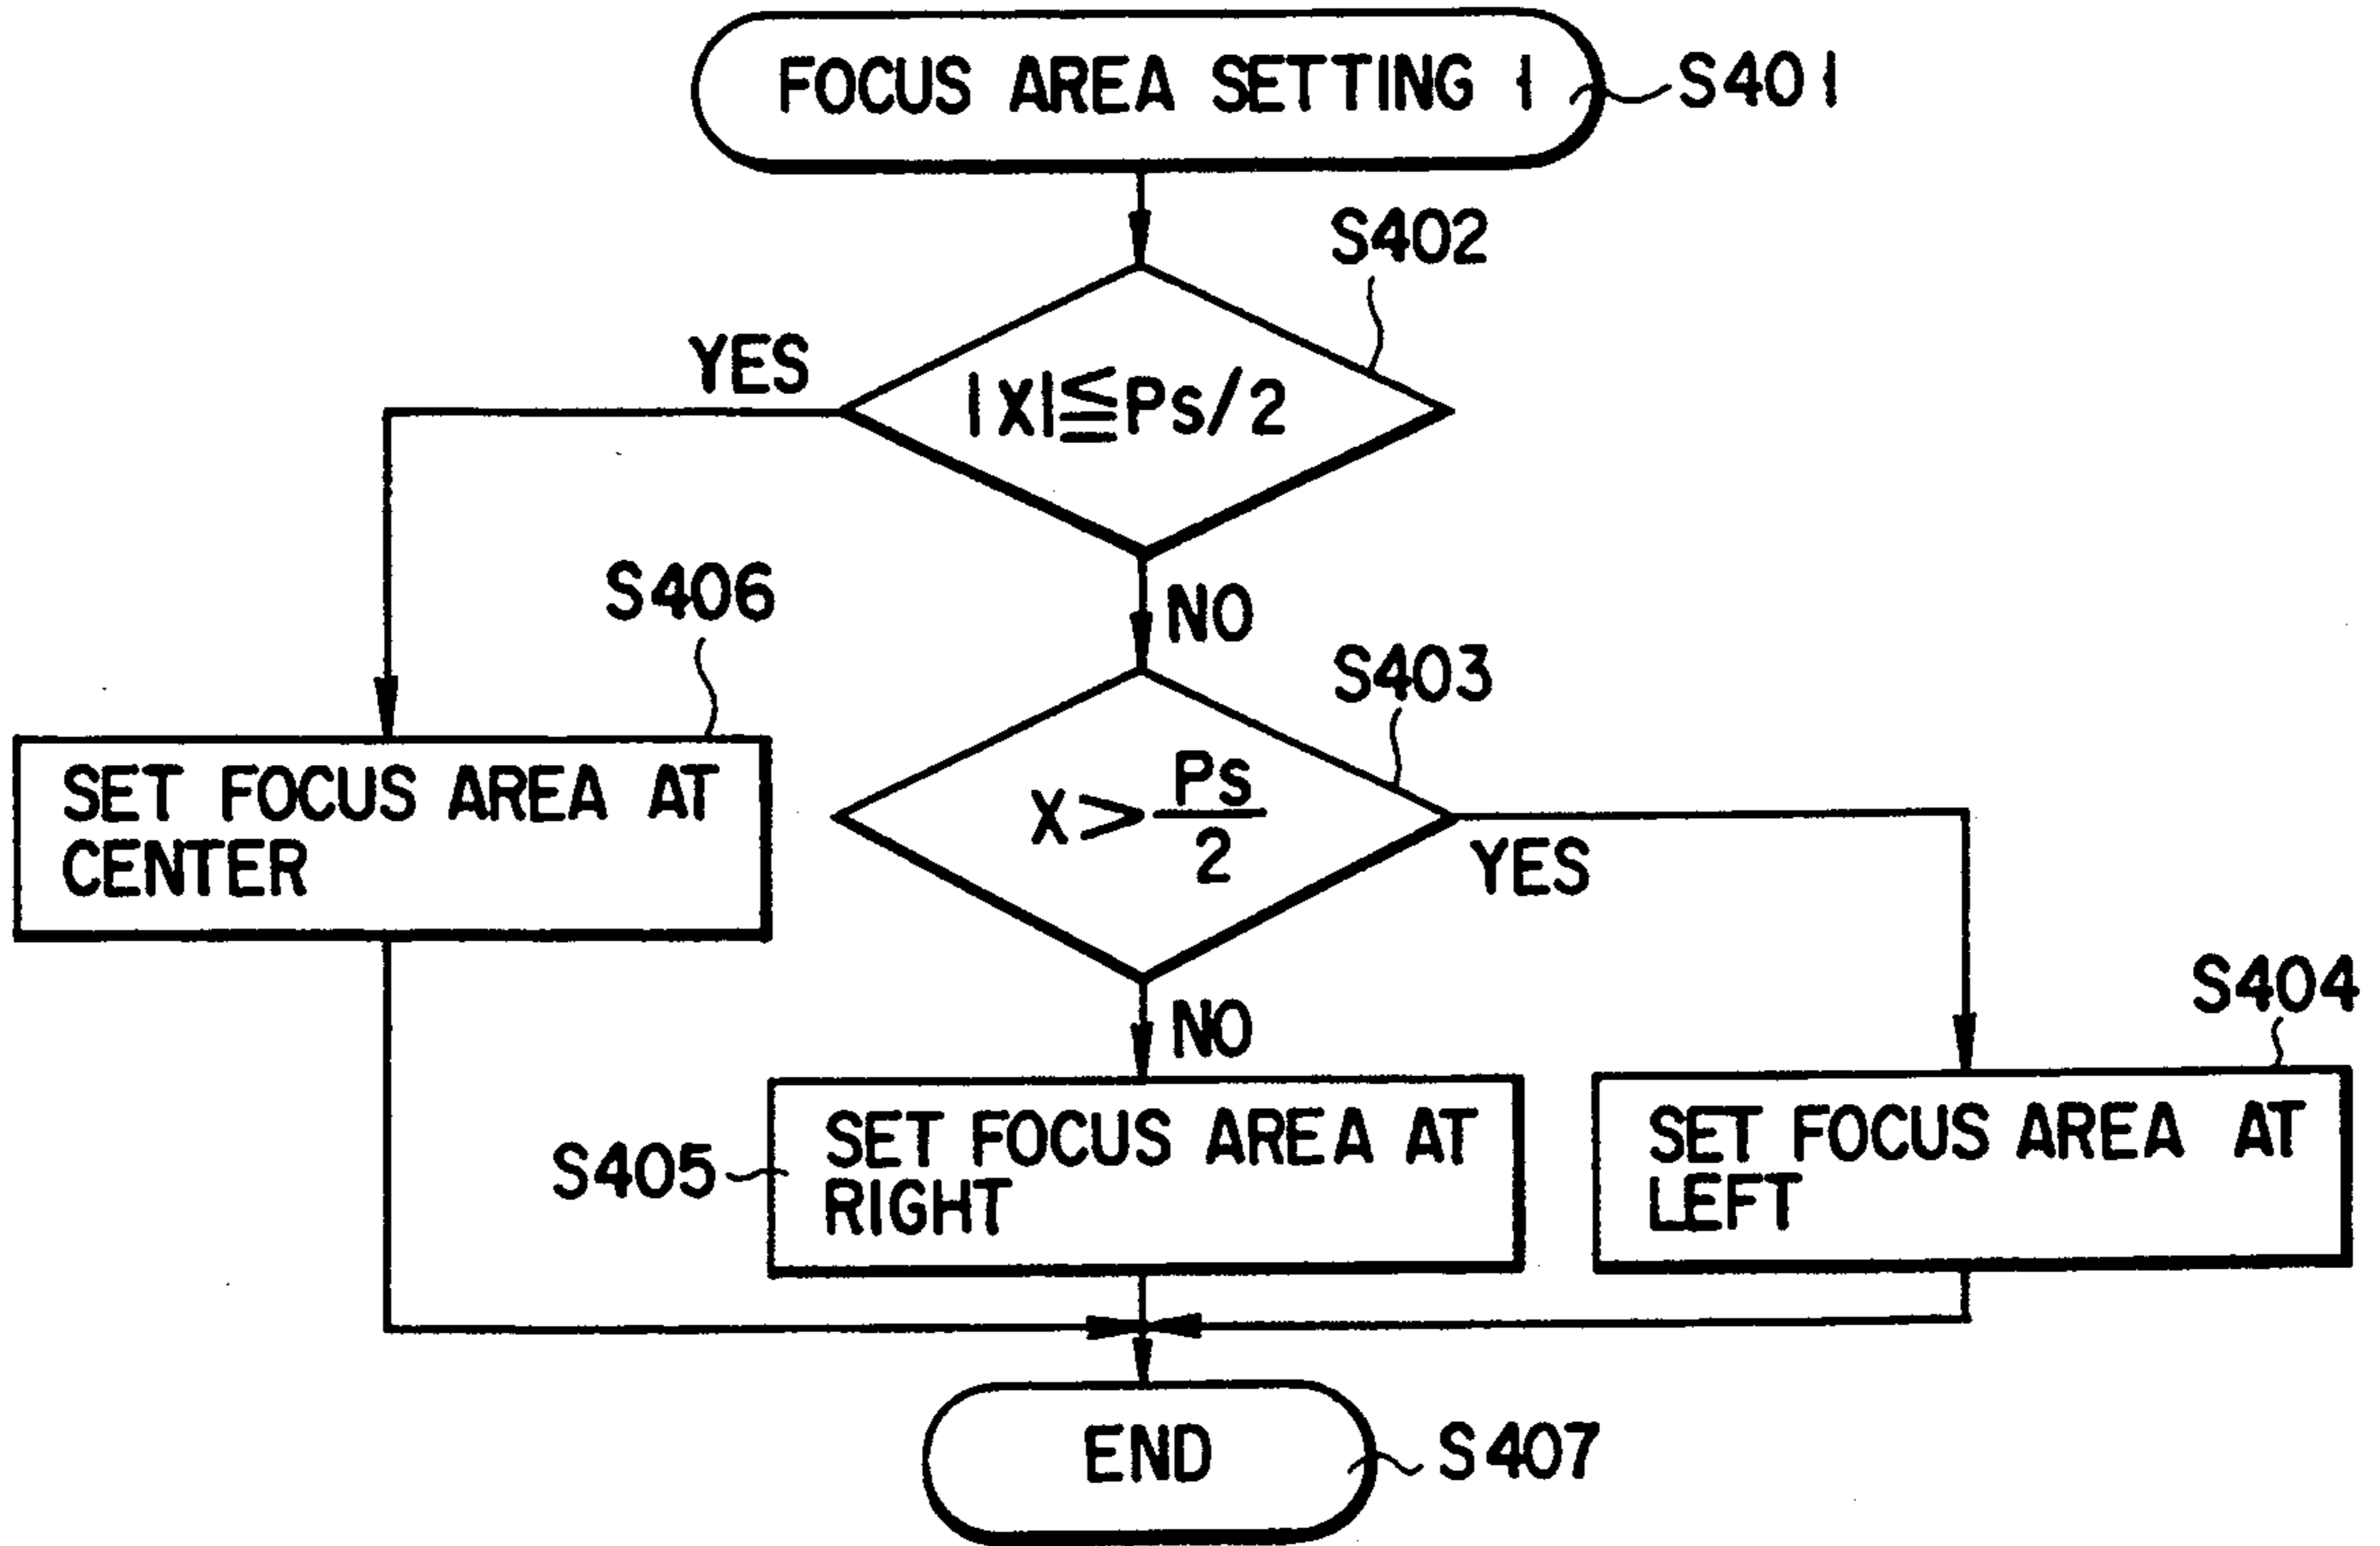 FOCUS AREA SETTING 1
S401
S402
|X|≦Ps/2
YES
NO
S406
SET FOCUS AREA AT
CENTER
S403
X>Ps/2
YES
NO
S404
SET FOCUS AREA AT
LEFT
S405
SET FOCUS AREA AT
RIGHT
END
S407